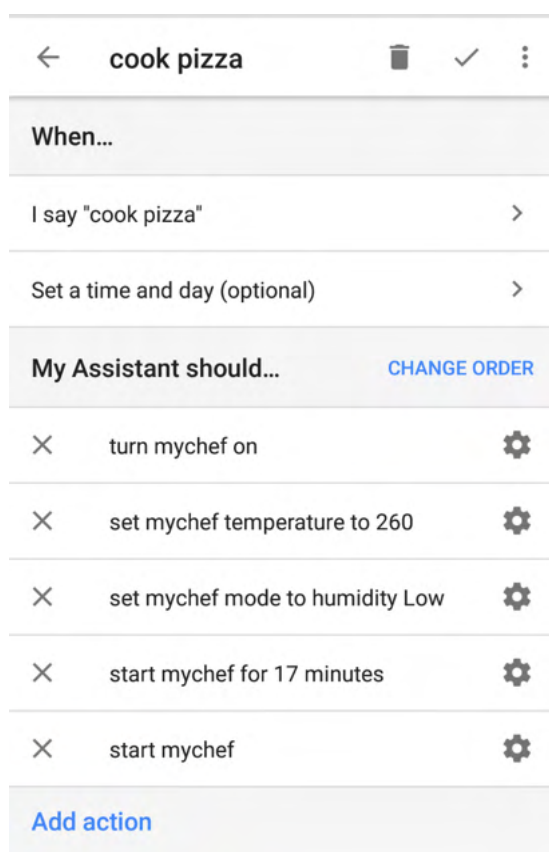 cook pizza
When...
I say "cook pizza"
Set a time and day (optional)
My Assistant should...
CHANGE ORDER
turn mychef on
set mychef temperature to 260
set mychef mode to humidity Low
start mychef for 17 minutes
start mychef
Add action